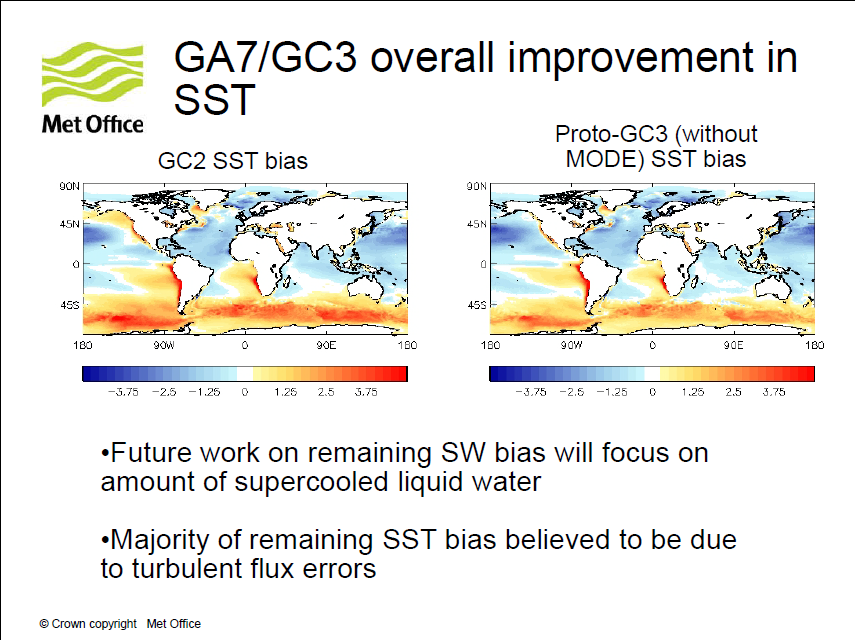 GA7/GC3 overall improvement in
SST
Met Office
GC2 SST bias
Proto-GC3 (without
MODE) SST bias
90N
45N
0
45S
180 90W 0 90E 180
-3.75 -2.5 -1.25 0 1.25 2.5 3.75
90N
45N
0
45S
180 90W 0 90E 180
-3.75 -2.5 -1.25 0 1.25 2.5 3.75
•Future work on remaining SW bias will focus on
amount of supercooled liquid water
•Majority of remaining SST bias believed to be due
to turbulent flux errors
© Crown copyright Met Office